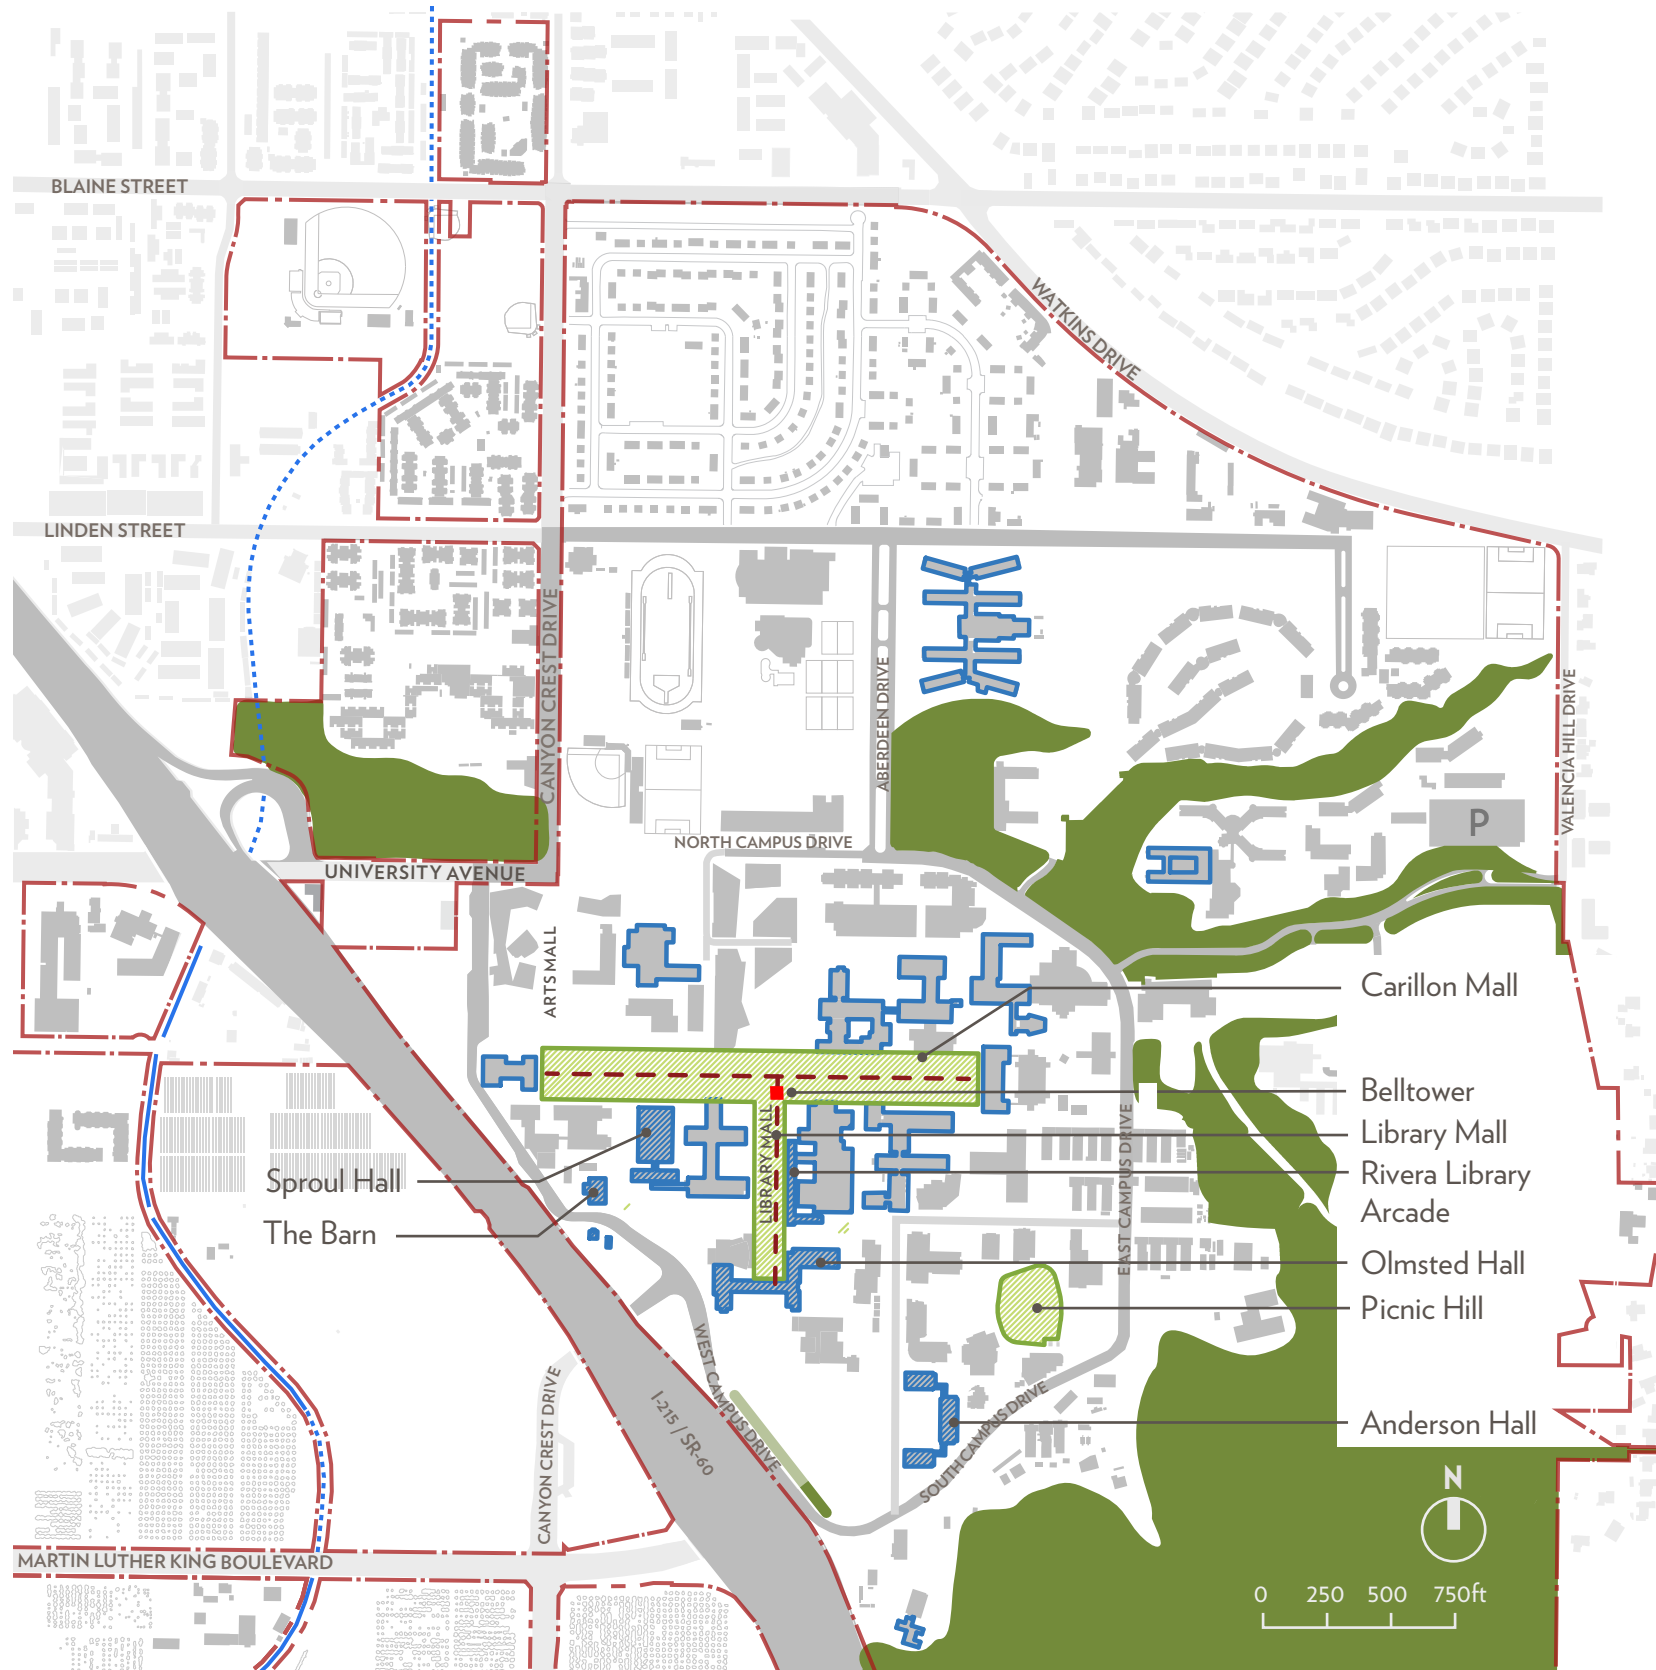 BLAINE STREET
WATKINS DRIVE
LINDEN STREET
CANYON CREST DRIVE
ABERDEEN DRIVE
VALENCIA HILL DRIVE
P
NORTH CAMPUS DRIVE
UNIVERSITY AVENUE
ARTS MALL
Carillon Mall
Belltower
LIBRARY MALL
Library Mall
EAST CAMPUS DRIVE
Rivera Library
Arcade
Sproul Hall
The Barn
Olmsted Hall
Picnic Hill
WEST CAMPUS DRIVE
I-215 / SR-60
CANYON CREST DRIVE
SOUTH CAMPUS DRIVE
Anderson Hall
N
MARTIN LUTHER KING BOULEVARD
0 250 500 750ft